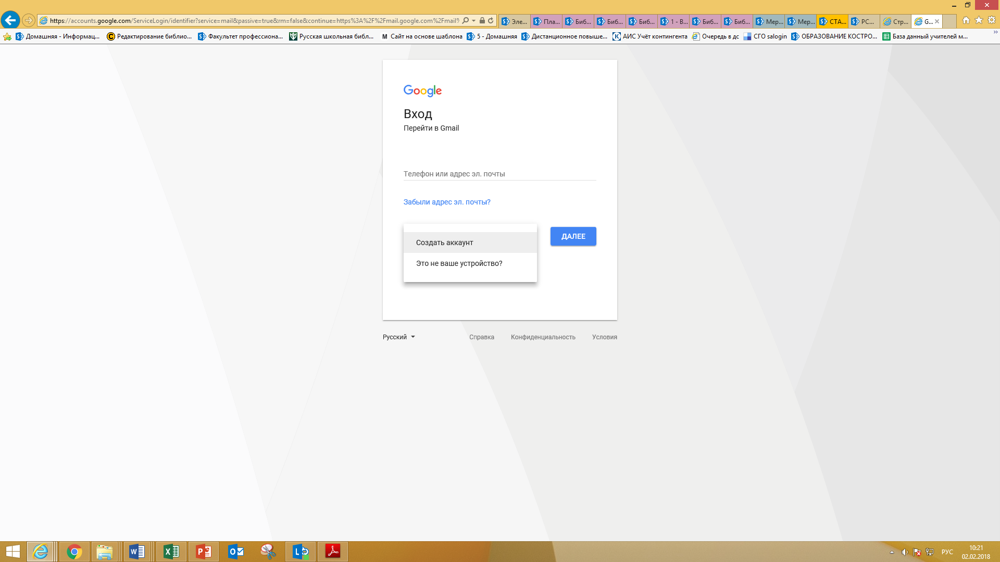 https://accounts.google.com/ServiceLogin/identifier?service=mail&passive=true&rm=false&continue=https%3A%2F%2Fmail.google.com%2Fmail%
Эле...
Пла...
Биб...
Биб...
Биб...
1 - В...
Биб...
Биб...
Мер...
Мер...
СТА...
РС...
Стр...
G...
Домашняя - Информац...
Редактирование библио...
Факультет профессиона...
Русская школьная библ...
Сайт на основе шаблона
5 - Домашняя
Дистанционное повыше...
АИС Учёт контингента
Очередь в дс
СГО salogin
ОБРАЗОВАНИЕ КОСТРО...
База данный учителей м...
Google
Вход
Перейти в Gmail
Телефон или адрес эл. почты
Забыли адрес эл. почты?
Создать аккаунт
ДАЛЕЕ
Это не ваше устройство?
Русский
Справка
Конфиденциальность
Условия
РУС
10:21
02.02.2018